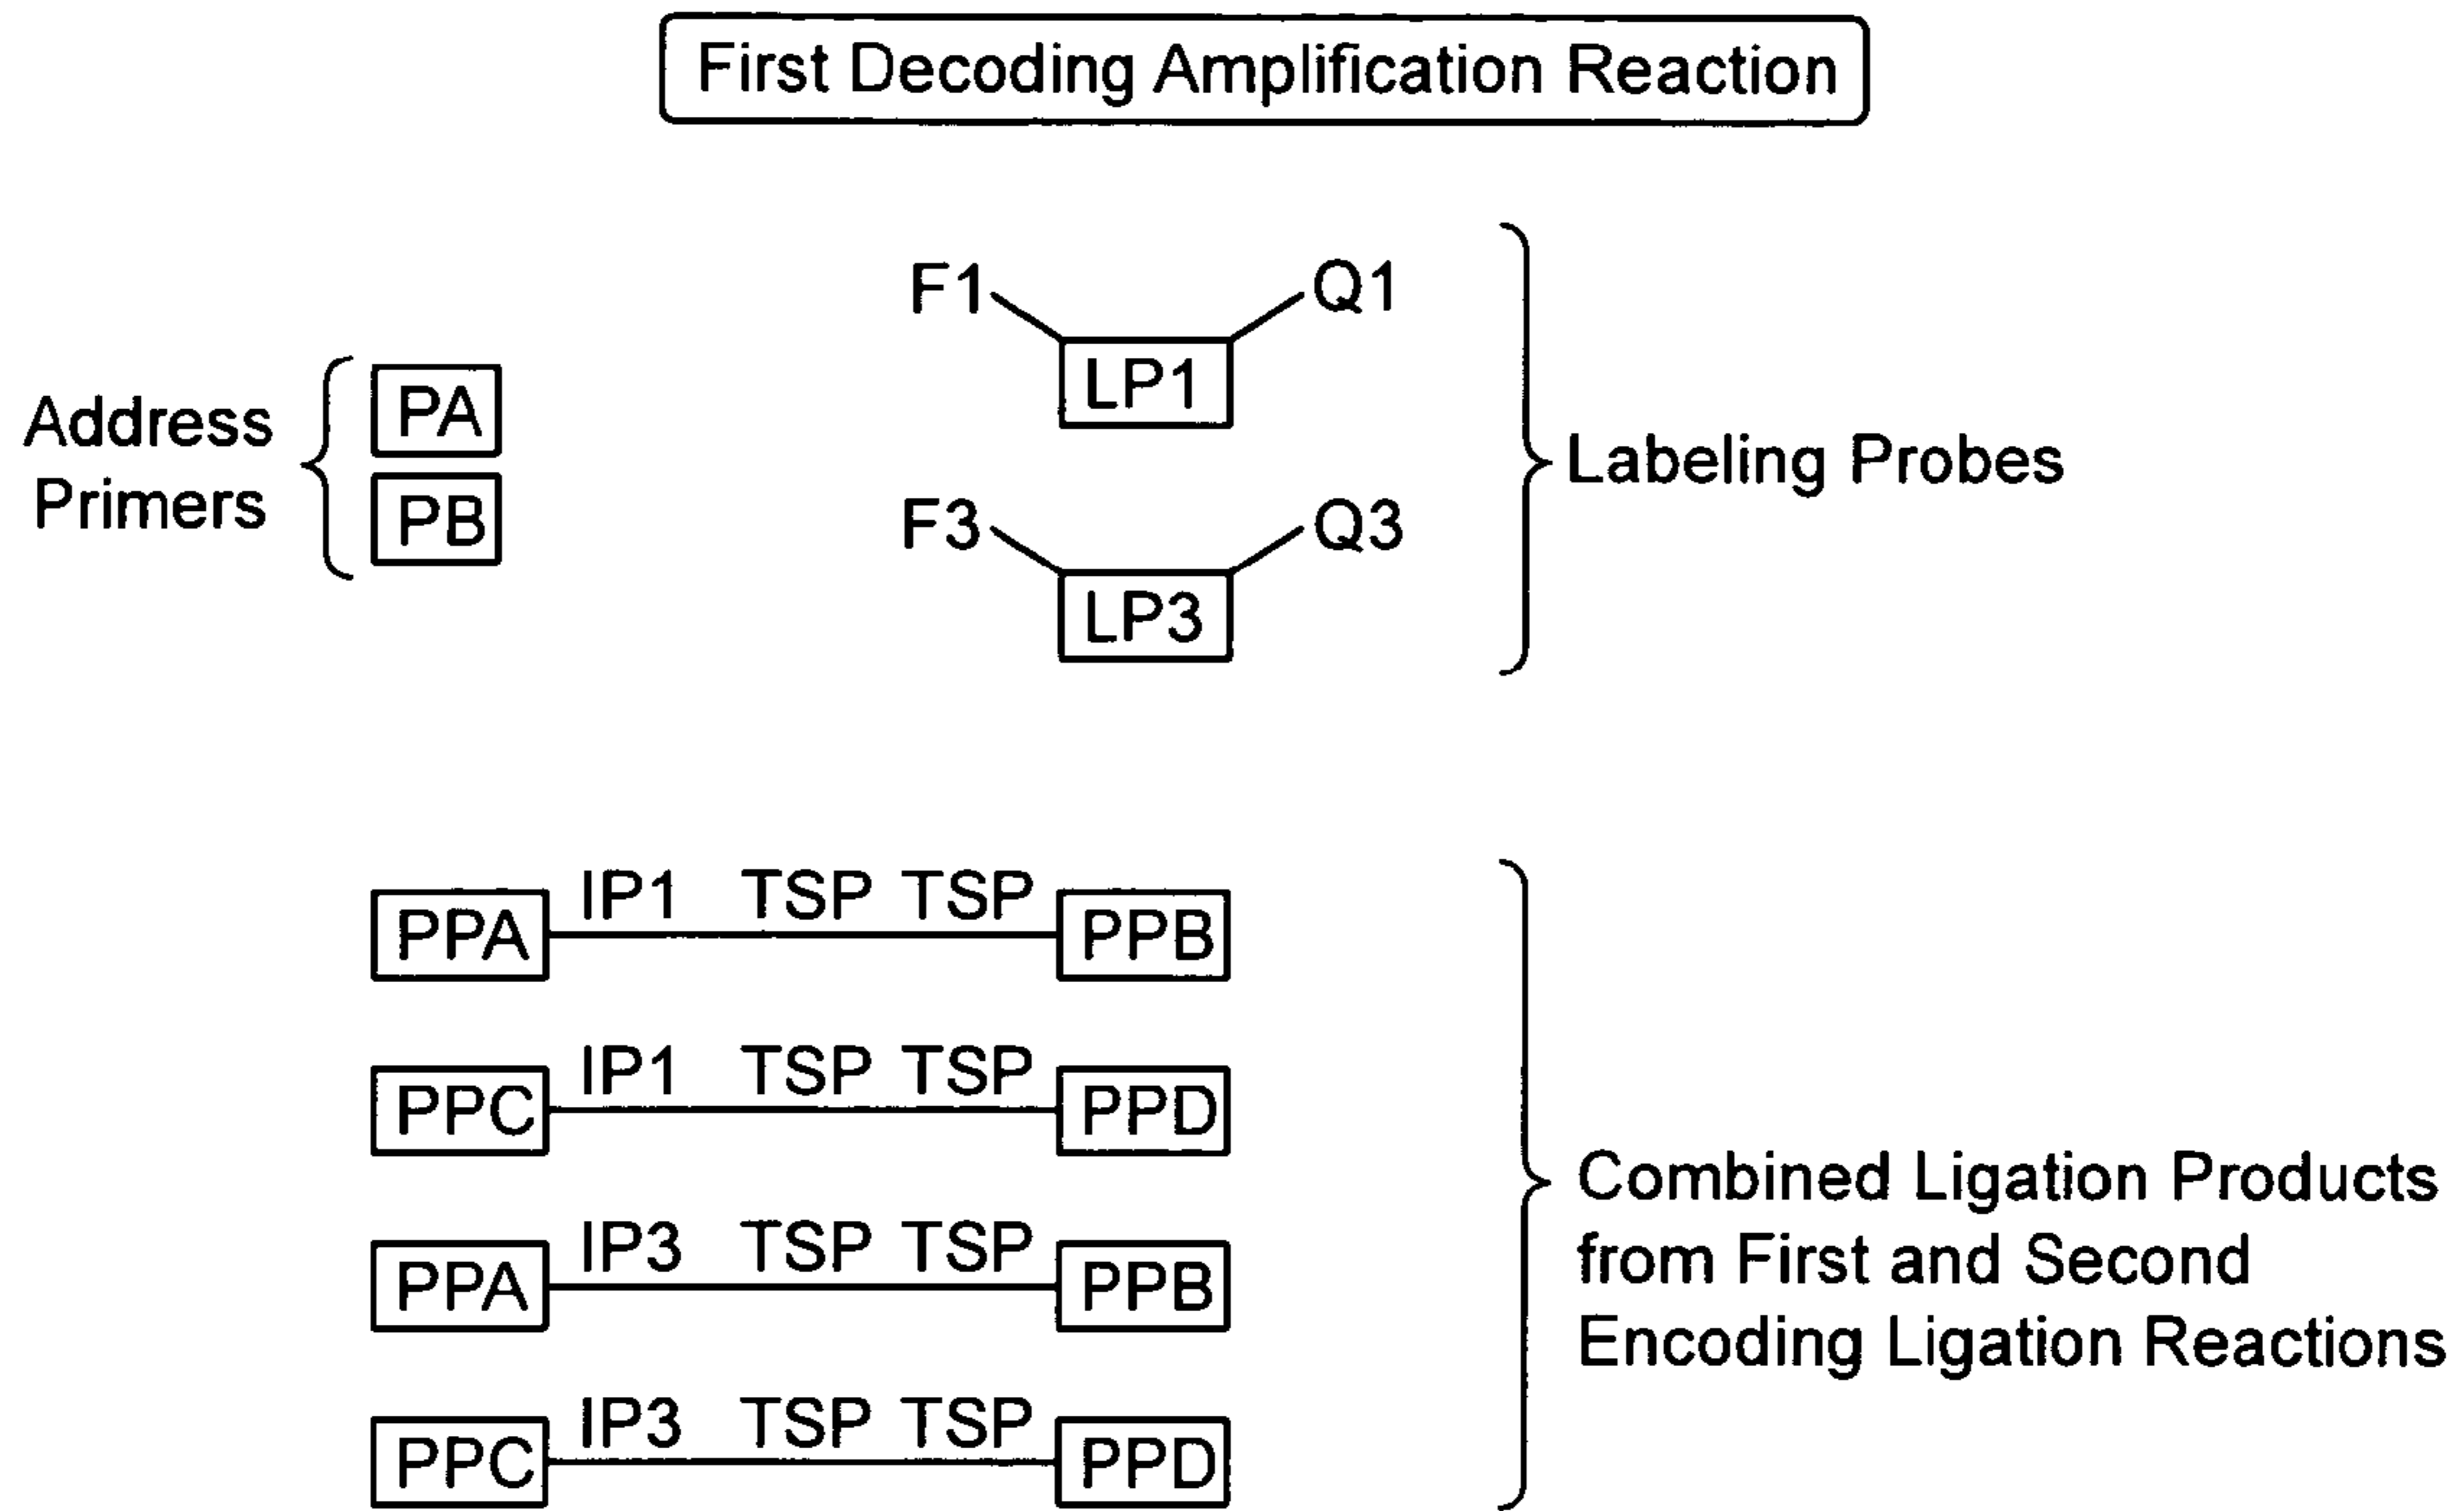 First Decoding Amplification Reaction
F1 Q1
LP1
Address
Primers
PA
PB
F3 Q3
LP3
Labeling Probes
IP1 TSP TSP
PPA PPB
IP1 TSP TSP
PPC PPD
IP3 TSP TSP
PPA PPB
IP3 TSP TSP
PPC PPD
Combined Ligation Products
from First and Second
Encoding Ligation Reactions